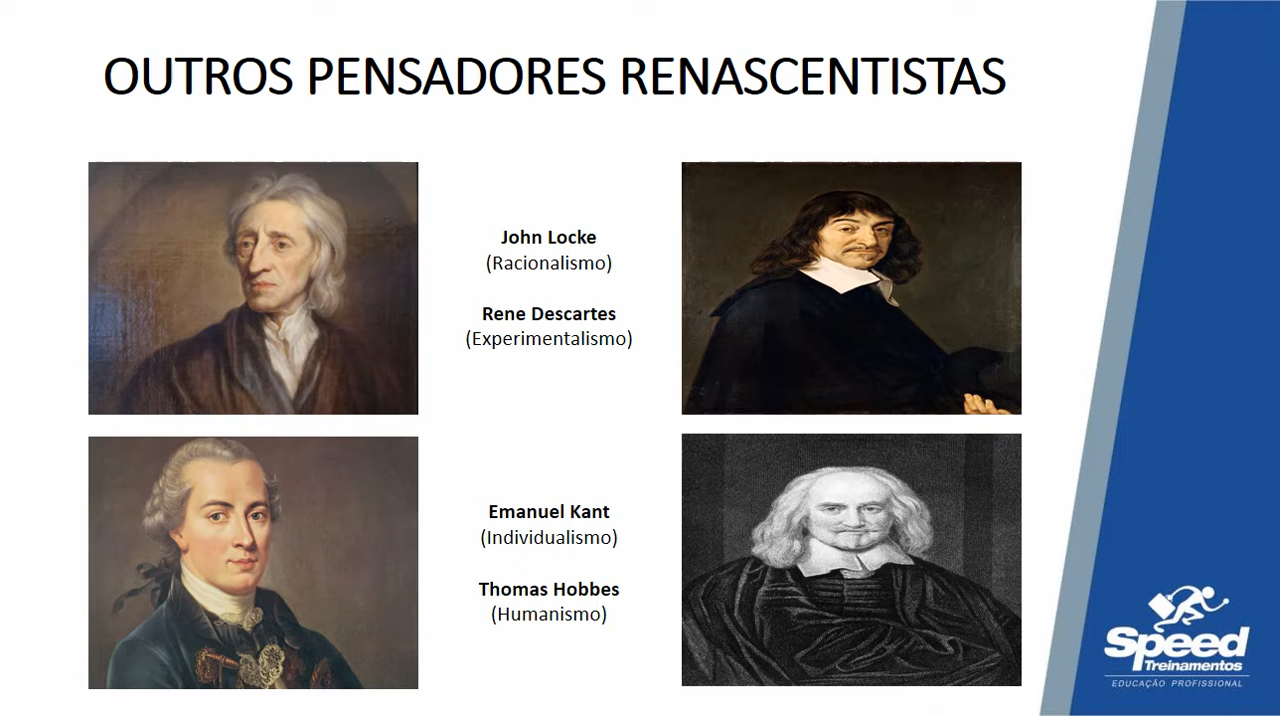 OUTROS PENSADORES RENASCENTISTAS
John Locke
(Racionalismo)
Rene Descartes
(Experimentalismo)
Emanuel Kant
(Individualismo)
Thomas Hobbes
(Humanismo)
Speed
Treinamentos
EDUCAÇÃO PROFISSIONAL